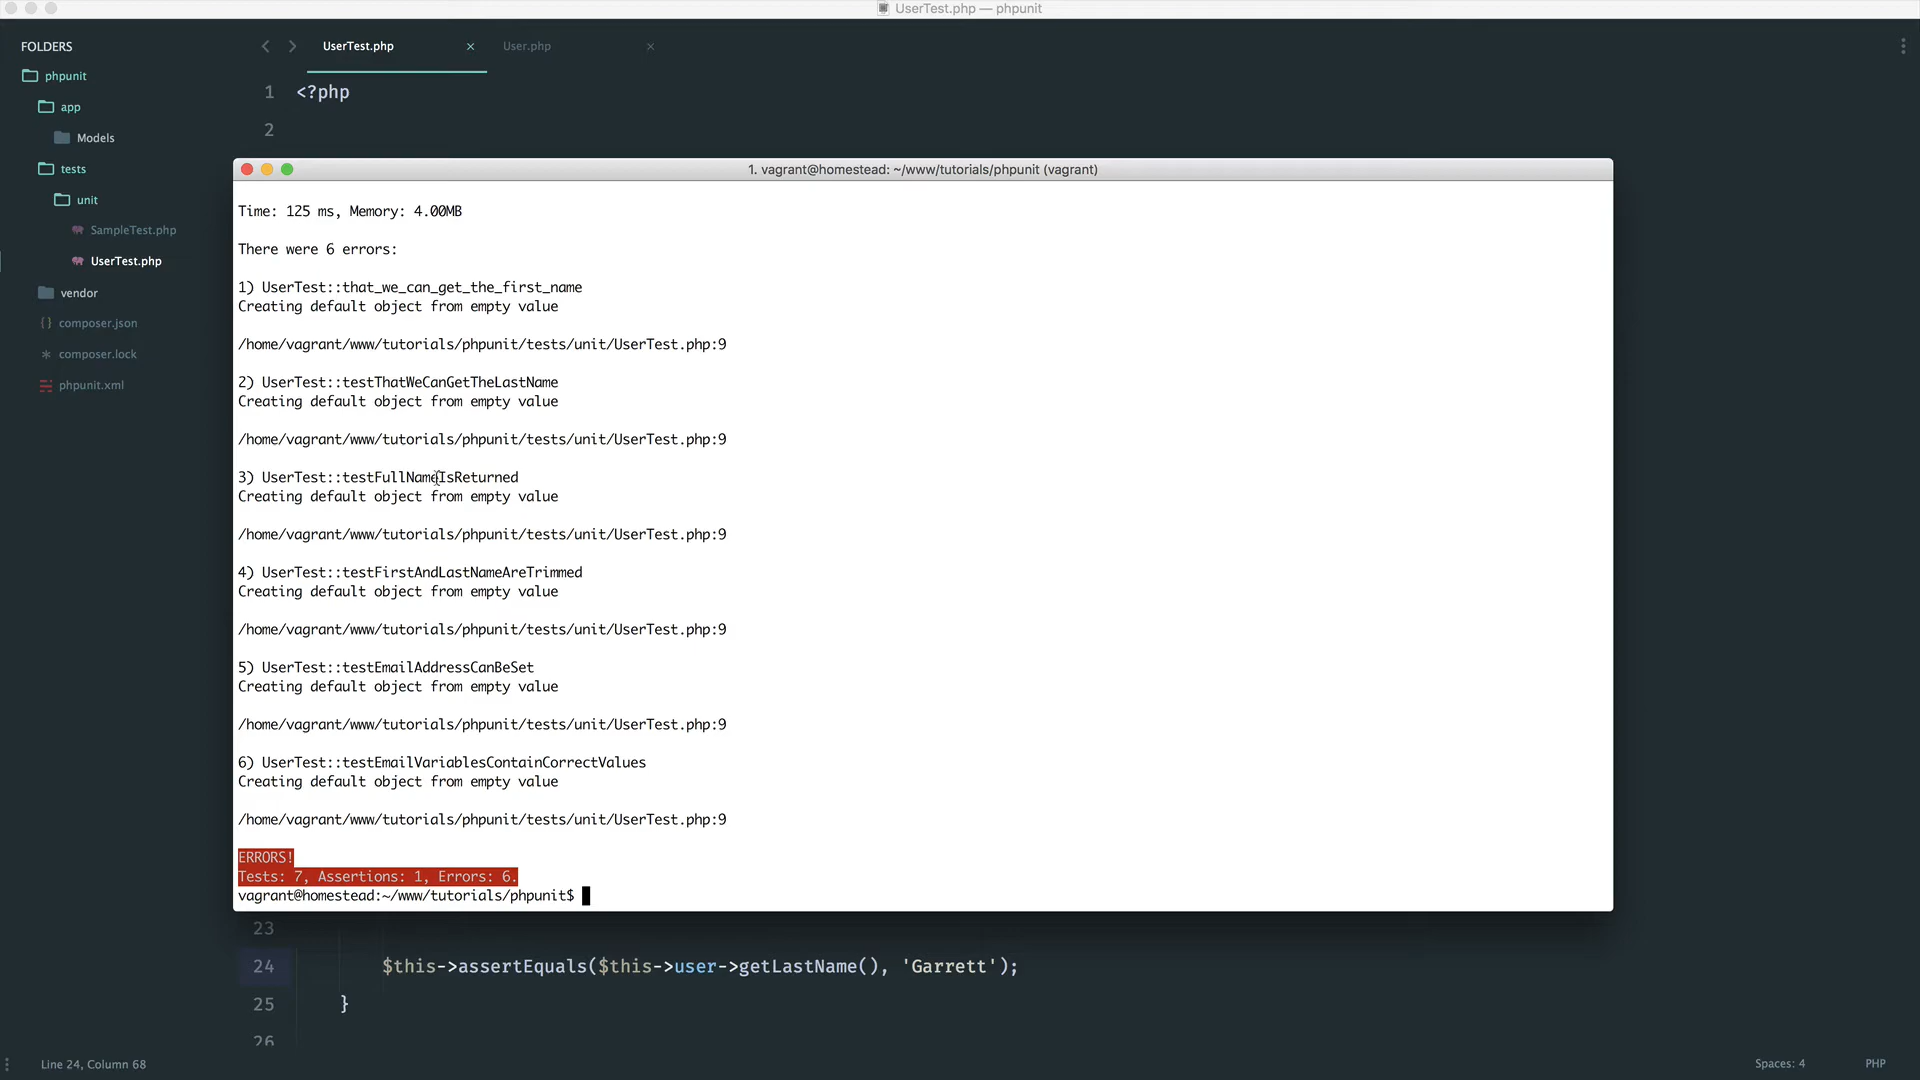 UserTest.php — phpunit
FOLDERS
phpunit
app
Models
tests
unit
SampleTest.php
UserTest.php
vendor
composer.json
composer.lock
phpunit.xml
UserTest.php
User.php
1 <?php
2
1. vagrant@homestead: ~/www/tutorials/phpunit (vagrant)
Time: 125 ms, Memory: 4.00MB
There were 6 errors:
1) UserTest::that_we_can_get_the_first_name
Creating default object from empty value
/home/vagrant/www/tutorials/phpunit/tests/unit/UserTest.php:9
2) UserTest::testThatWeCanGetTheLastName
Creating default object from empty value
/home/vagrant/www/tutorials/phpunit/tests/unit/UserTest.php:9
3) UserTest::testFullNameIsReturned
Creating default object from empty value
/home/vagrant/www/tutorials/phpunit/tests/unit/UserTest.php:9
4) UserTest::testFirstAndLastNameAreTrimmed
Creating default object from empty value
/home/vagrant/www/tutorials/phpunit/tests/unit/UserTest.php:9
5) UserTest::testEmailAddressCanBeSet
Creating default object from empty value
/home/vagrant/www/tutorials/phpunit/tests/unit/UserTest.php:9
6) UserTest::testEmailVariablesContainCorrectValues
Creating default object from empty value
/home/vagrant/www/tutorials/phpunit/tests/unit/UserTest.php:9
ERRORS!
Tests: 7, Assertions: 1, Errors: 6.
vagrant@homestead:~/www/tutorials/phpunit$
23
24 $this->assertEquals($this->user->getLastName(), 'Garrett');
25 }
26
Line 24, Column 68
Spaces: 4
PHP